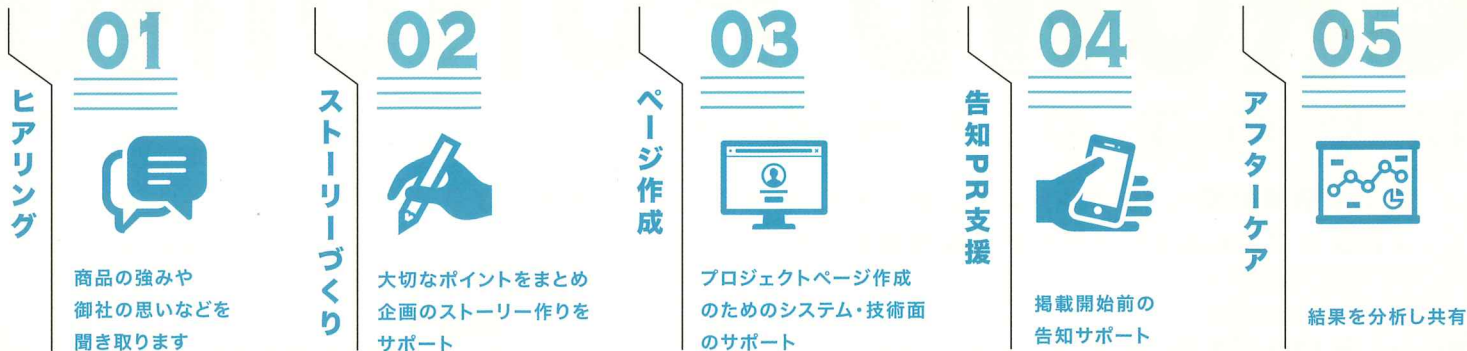 01
ヒアリング
商品の強みや
御社の思いなどを
聞き取ります
02
ストーリーづくり
大切なポイントをまとめ
企画のストーリー作りを
サポート
03
ページ作成
プロジェクトページ作成
のためのシステム・技術面
のサポート
04
告知PR支援
掲載開始前の
告知サポート
05
アフターケア
結果を分析し共有